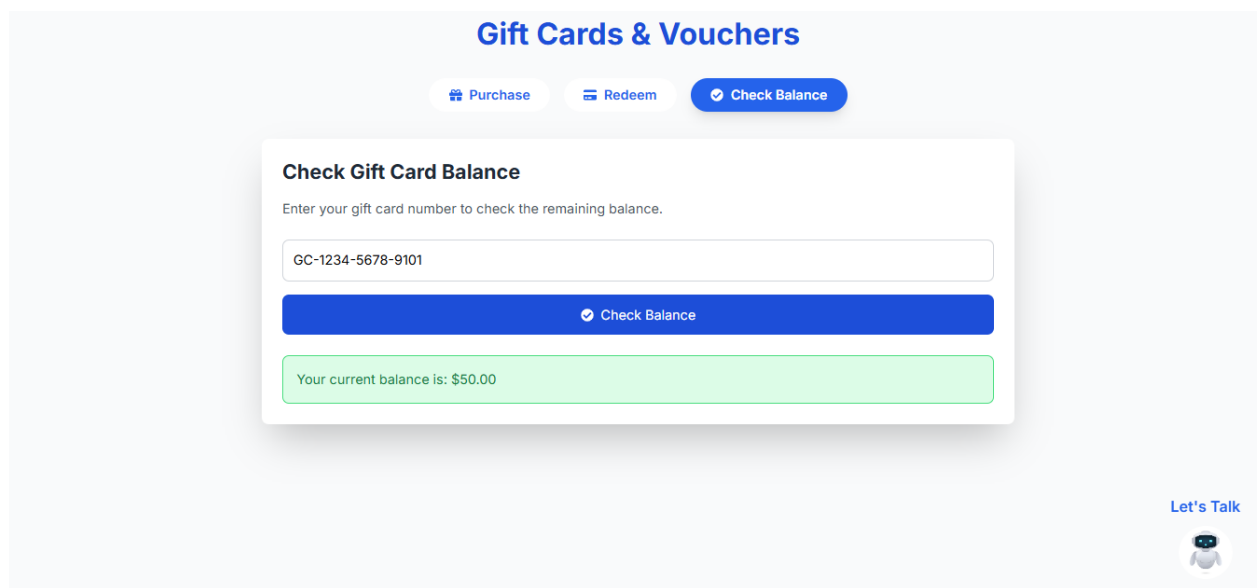 Gift Cards & Vouchers
Purchase
Redeem
Check Balance
Check Gift Card Balance
Enter your gift card number to check the remaining balance.
GC-1234-5678-9101
Check Balance
Your current balance is: $50.00
Let's Talk